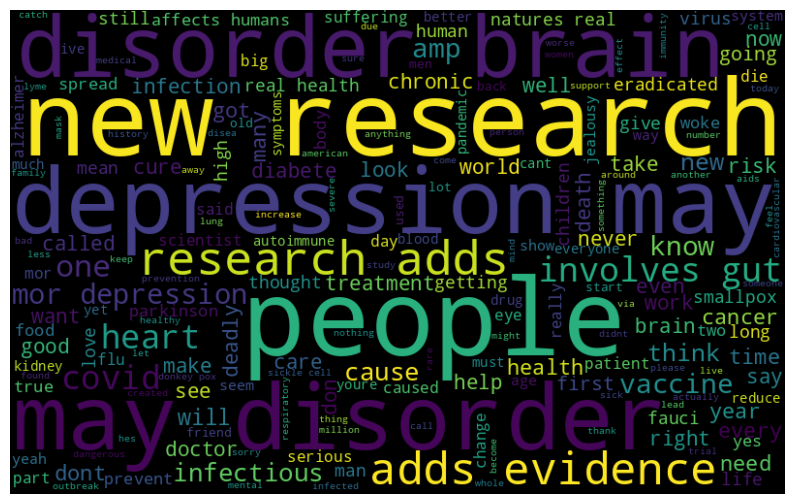 catch still affects humans suffering better natures real virus system
disorder brain
live medical human due men women worse effect cell immunity
spread infection real health big amp chronic well going now
lyme sure back support eradicated die today
new research
alzheimer mask history got many symptoms body old high
anything pandemic person give jealousy woke way number
american disea come
much mean cure away diabete look world cant take new risk
family severe lot another aids
depression may
children death something around feel cardiovascular
lung increase used
bad called said scientist autoimmune day blood never know
less keep research adds mind show everyone
mor one thought treatment getting involves gut
prevention study start via someone
mor depression drug really even smallpox
want yet parkinson people eye work cancer
food love healthy nothing might didnt brain two long
good heart deadly care must patient think time
kidney flu let make seem cause health rare please live
found donkey pox sickle cell youre caused help age first vaccine say
true covid see created respiratory don thing sick actually reduce
will hes friend million call lead fauci year
may disorder
yeah doctor sorry thank change right yes every
part dont prevent serious man become trial need
dangerous infectious adds evidence
outbreak mental infected whole life